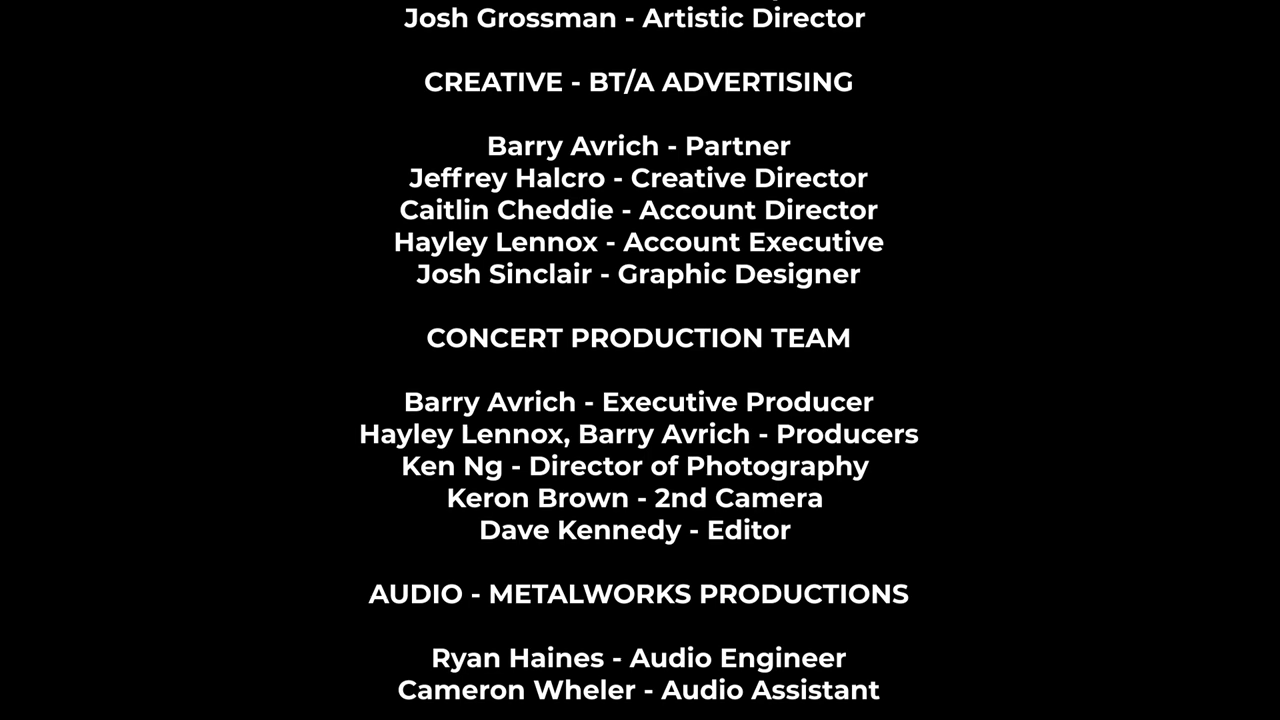 Josh Grossman - Artistic Director
CREATIVE - BT/A ADVERTISING
Barry Avrich - Partner
Jeffrey Halcro - Creative Director
Caitlin Cheddie - Account Director
Hayley Lennox - Account Executive
Josh Sinclair - Graphic Designer
CONCERT PRODUCTION TEAM
Barry Avrich - Executive Producer
Hayley Lennox, Barry Avrich - Producers
Ken Ng - Director of Photography
Keron Brown - 2nd Camera
Dave Kennedy - Editor
AUDIO - METALWORKS PRODUCTIONS
Ryan Haines - Audio Engineer
Cameron Wheler - Audio Assistant